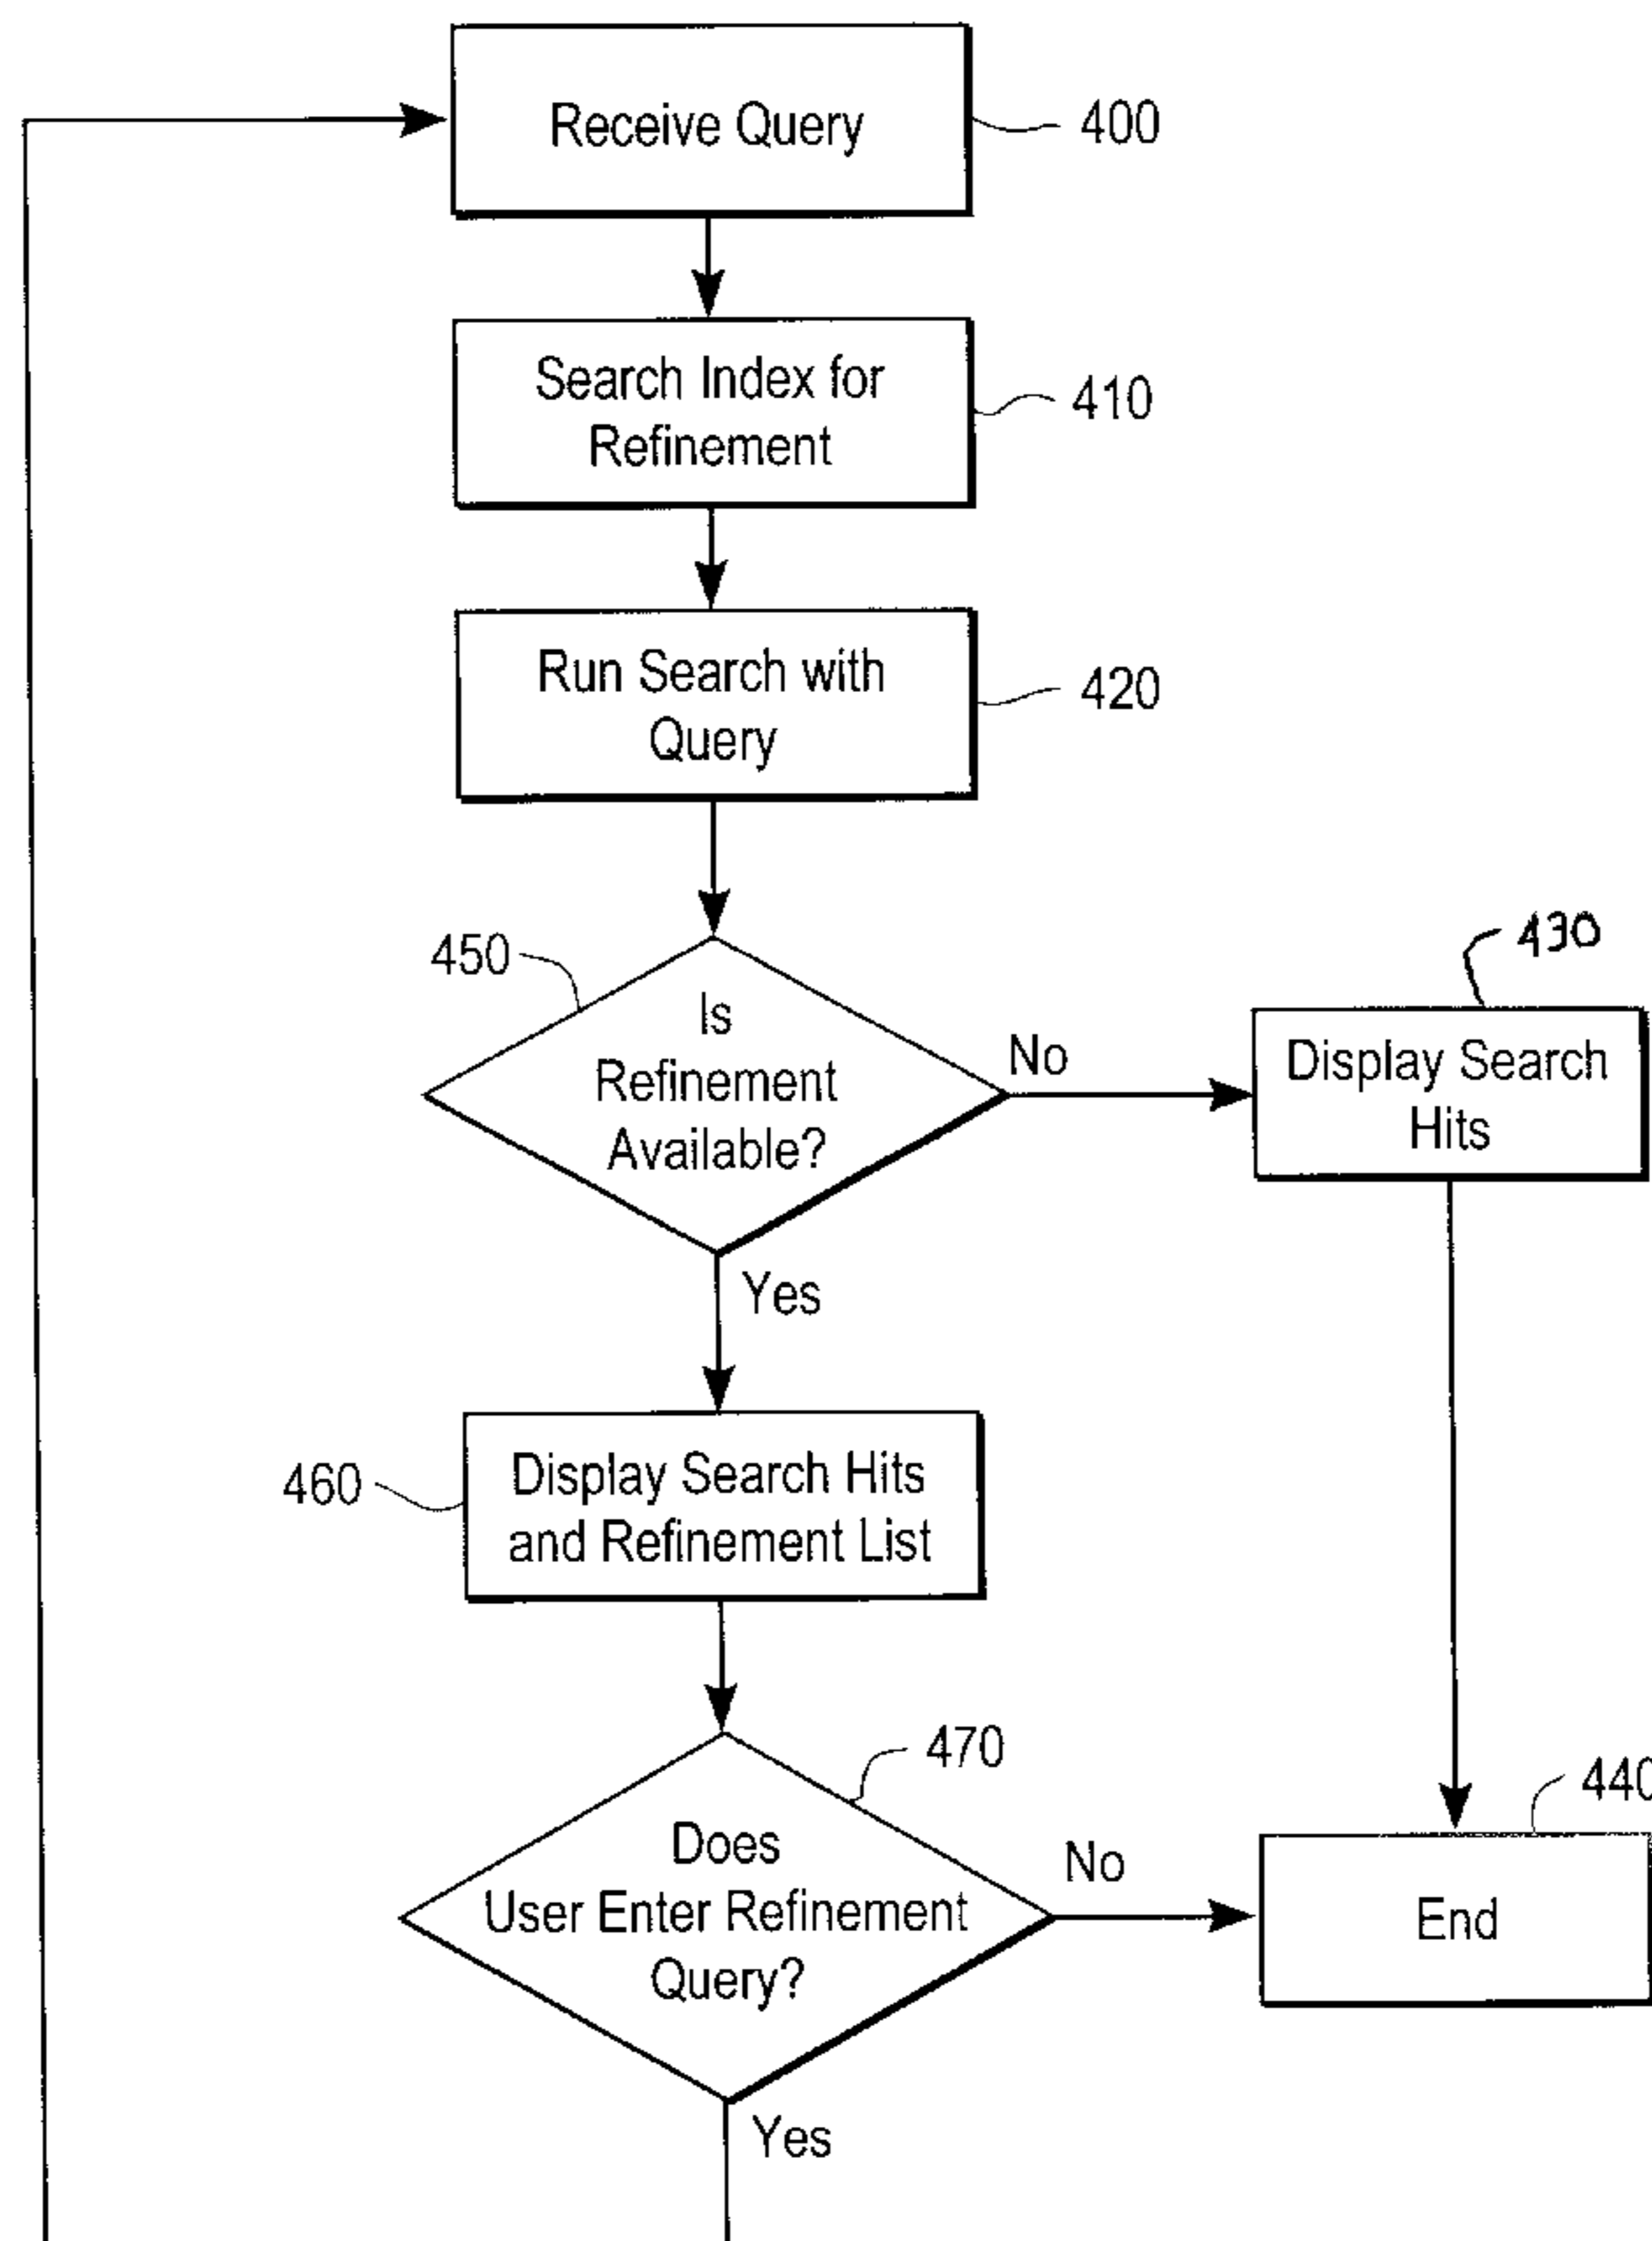 Receive Query
400
Search Index for
Refinement
410
Run Search with
Query
420
450
Is
Refinement
Available?
No
430
Display Search
Hits
Yes
460
Display Search Hits
and Refinement List
470
Does
User Enter Refinement
Query?
No
440
End
Yes